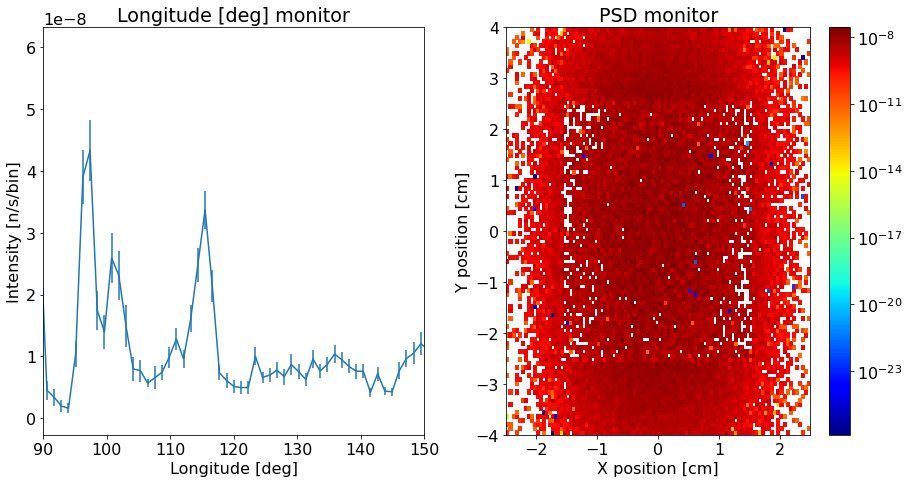 Longitude [deg] monitor
1e−8
6
5
4
3
2
1
0
Intensity [n/s/bin]
90 100 110 120 130 140 150
Longitude [deg]
PSD monitor
4
3
2
1
0
−1
−2
−3
−4
Y position [cm]
−2 −1 0 1 2
X position [cm]
10−8
10−11
10−14
10−17
10−20
10−23